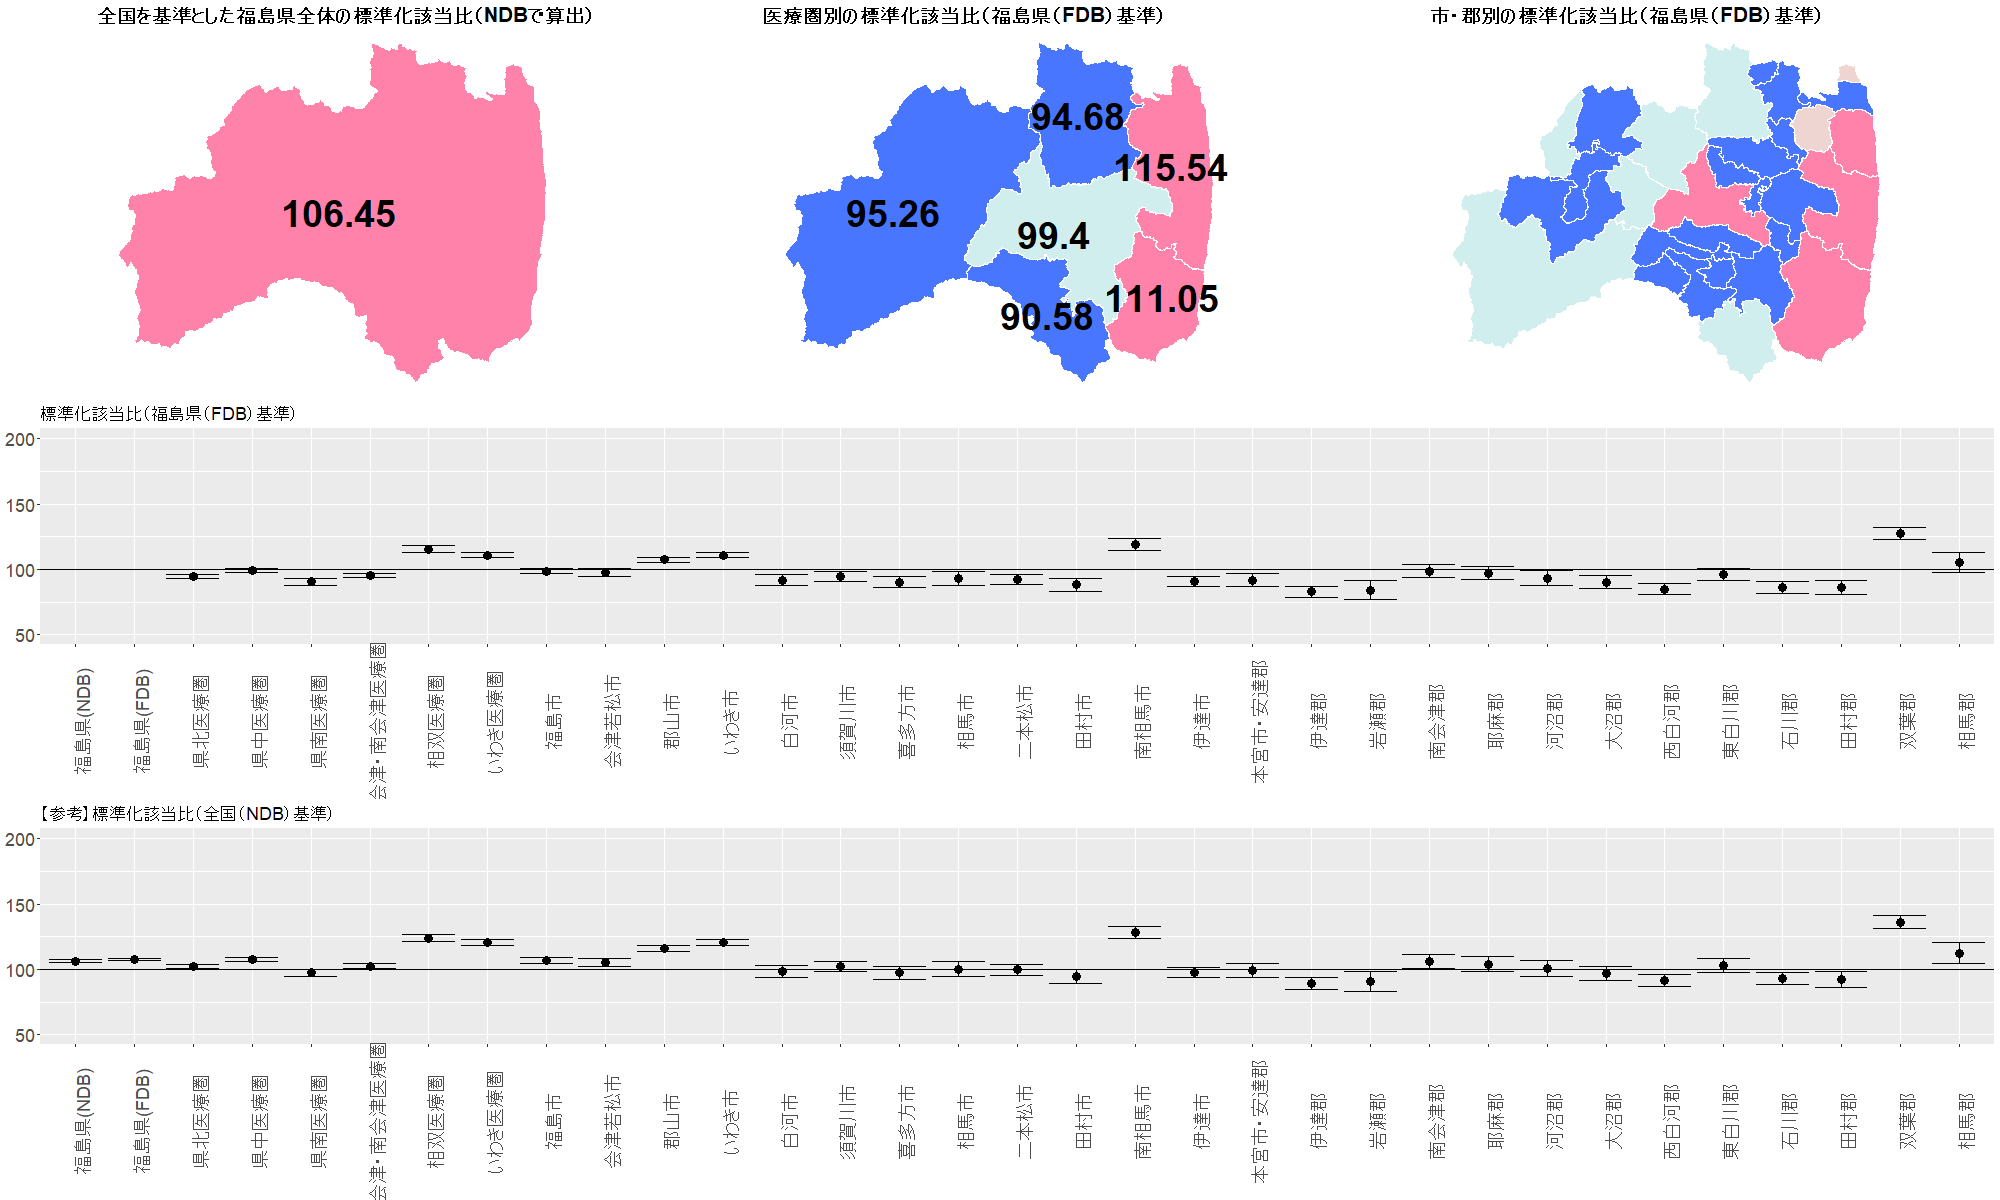 全国を基準とした福島県全体の標準化該当比（NDBで算出）
医療圏別の標準化該当比（福島県（FDB）基準）
市・郡別の標準化該当比（福島県（FDB）基準）
106.45
94.68
115.54
95.26
99.4
111.05
90.58
標準化該当比（福島県（FDB）基準）
200
150
100
50
福島県(NDB)
福島県(FDB)
県北医療圏
県中医療圏
県南医療圏
会津・南会津医療圏
相双医療圏
いわき医療圏
福島市
会津若松市
郡山市
いわき市
白河市
須賀川市
喜多方市
相馬市
二本松市
田村市
南相馬市
伊達市
本宮市・安達郡
伊達郡
岩瀬郡
南会津郡
耶麻郡
河沼郡
大沼郡
西白河郡
東白川郡
石川郡
田村郡
双葉郡
相馬郡
【参考】標準化該当比（全国（NDB）基準）
200
150
100
50
福島県(NDB)
福島県(FDB)
県北医療圏
県中医療圏
県南医療圏
会津・南会津医療圏
相双医療圏
いわき医療圏
福島市
会津若松市
郡山市
いわき市
白河市
須賀川市
喜多方市
相馬市
二本松市
田村市
南相馬市
伊達市
本宮市・安達郡
伊達郡
岩瀬郡
南会津郡
耶麻郡
河沼郡
大沼郡
西白河郡
東白川郡
石川郡
田村郡
双葉郡
相馬郡